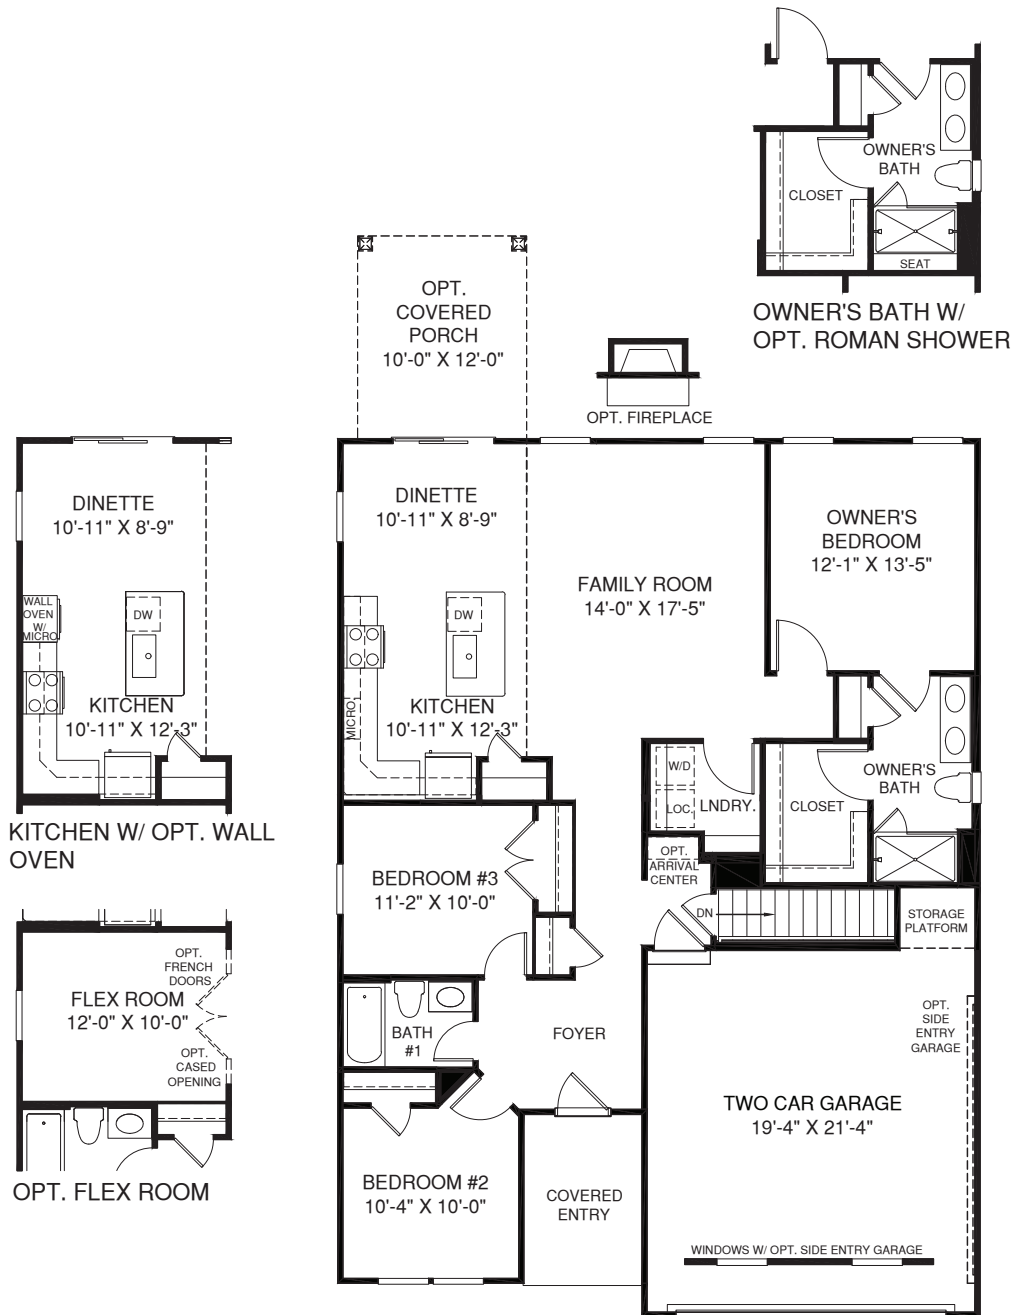 OWNER'S
BATH
CLOSET
SEAT
OWNER'S BATH W/
OPT. ROMAN SHOWER
OPT.
COVERED
PORCH
10'-0" X 12'-0"
OPT. FIREPLACE
DINETTE
10'-11" X 8'-9"
WALL
OVEN
W/
MICRO
DW
KITCHEN
10'-11" X 12'-3"
KITCHEN W/ OPT. WALL
OVEN
DINETTE
10'-11" X 8'-9"
DW
MICRO
KITCHEN
10'-11" X 12'-3"
FAMILY ROOM
14'-0" X 17'-5"
OWNER'S
BEDROOM
12'-1" X 13'-5"
W/D
LOC.
LNDRY.
CLOSET
OWNER'S
BATH
OPT.
ARRIVAL
CENTER
BEDROOM #3
11'-2" X 10'-0"
DN
STORAGE
PLATFORM
OPT.
FRENCH
DOORS
FLEX ROOM
12'-0" X 10'-0"
OPT.
CASED
OPENING
OPT. FLEX ROOM
BATH
#1
FOYER
OPT.
SIDE
ENTRY
GARAGE
TWO CAR GARAGE
19'-4" X 21'-4"
BEDROOM #2
10'-4" X 10'-0"
COVERED
ENTRY
WINDOWS W/ OPT. SIDE ENTRY GARAGE